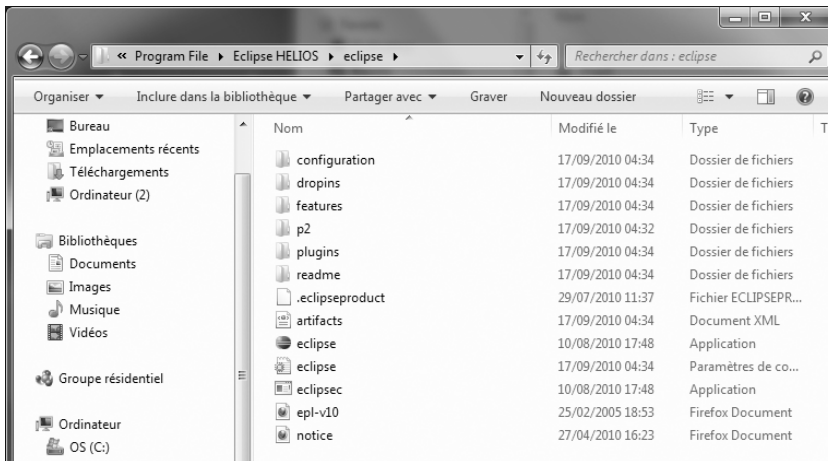 « Program File ▸ Eclipse HELIOS ▸ eclipse ▸
Rechercher dans : eclipse
Organiser ▾ Inclure dans la bibliothèque ▾ Partager avec ▾ Graver Nouveau dossier
Bureau
Emplacements récents
Téléchargements
Ordinateur (2)
Bibliothèques
Documents
Images
Musique
Vidéos
Groupe résidentiel
Ordinateur
OS (C:)
Nom Modifié le Type T
configuration 17/09/2010 04:34 Dossier de fichiers
dropins 17/09/2010 04:34 Dossier de fichiers
features 17/09/2010 04:34 Dossier de fichiers
p2 17/09/2010 04:32 Dossier de fichiers
plugins 17/09/2010 04:34 Dossier de fichiers
readme 17/09/2010 04:34 Dossier de fichiers
.eclipseproduct 29/07/2010 11:37 Fichier ECLIPSEPR...
artifacts 17/09/2010 04:34 Document XML
eclipse 10/08/2010 17:48 Application
eclipse 17/09/2010 04:34 Paramètres de co...
eclipsec 10/08/2010 17:48 Application
epl-v10 25/02/2005 18:53 Firefox Document
notice 27/04/2010 16:23 Firefox Document